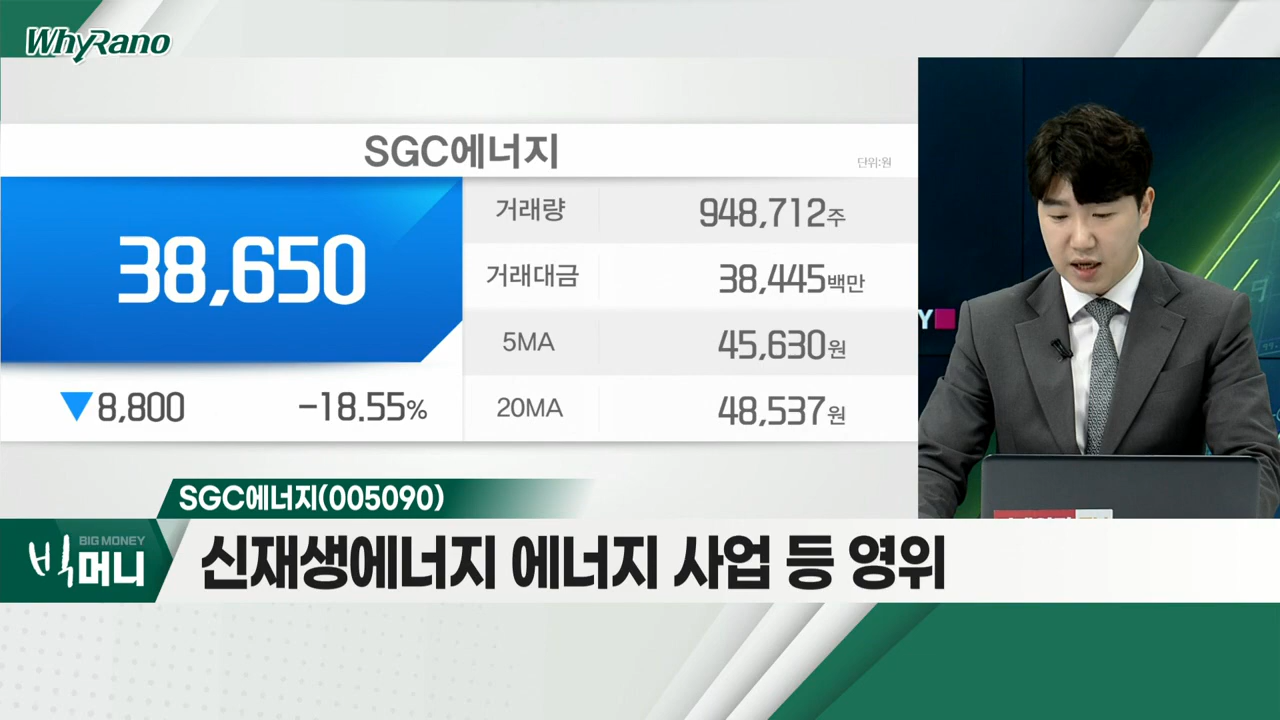 WhyRano
SGC에너지
단위:원
38,650
▼8,800 -18.55%
거래량 948,712주
거래대금 38,445백만
5MA 45,630원
20MA 48,537원
Y
SGC에너지(005090)
BIG MONEY
빅머니
신재생에너지 에너지 사업 등 영위